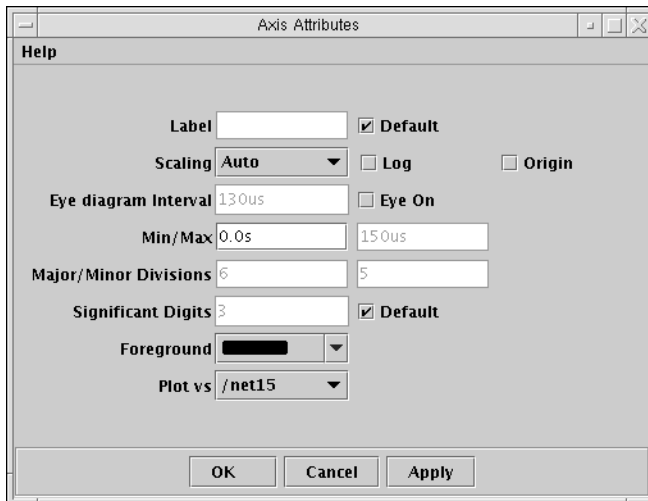 Axis Attributes
Help
Label Default
Scaling Auto Log Origin
Eye diagram Interval 130us Eye On
Min/Max 0.0s 150us
Major/Minor Divisions 6 5
Significant Digits 3 Default
Foreground
Plot vs /net15
OK Cancel Apply